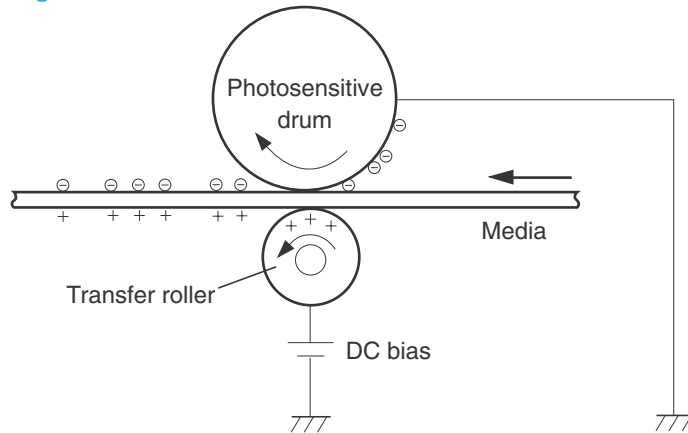 Photosensitive
drum
Media
Transfer roller
DC bias